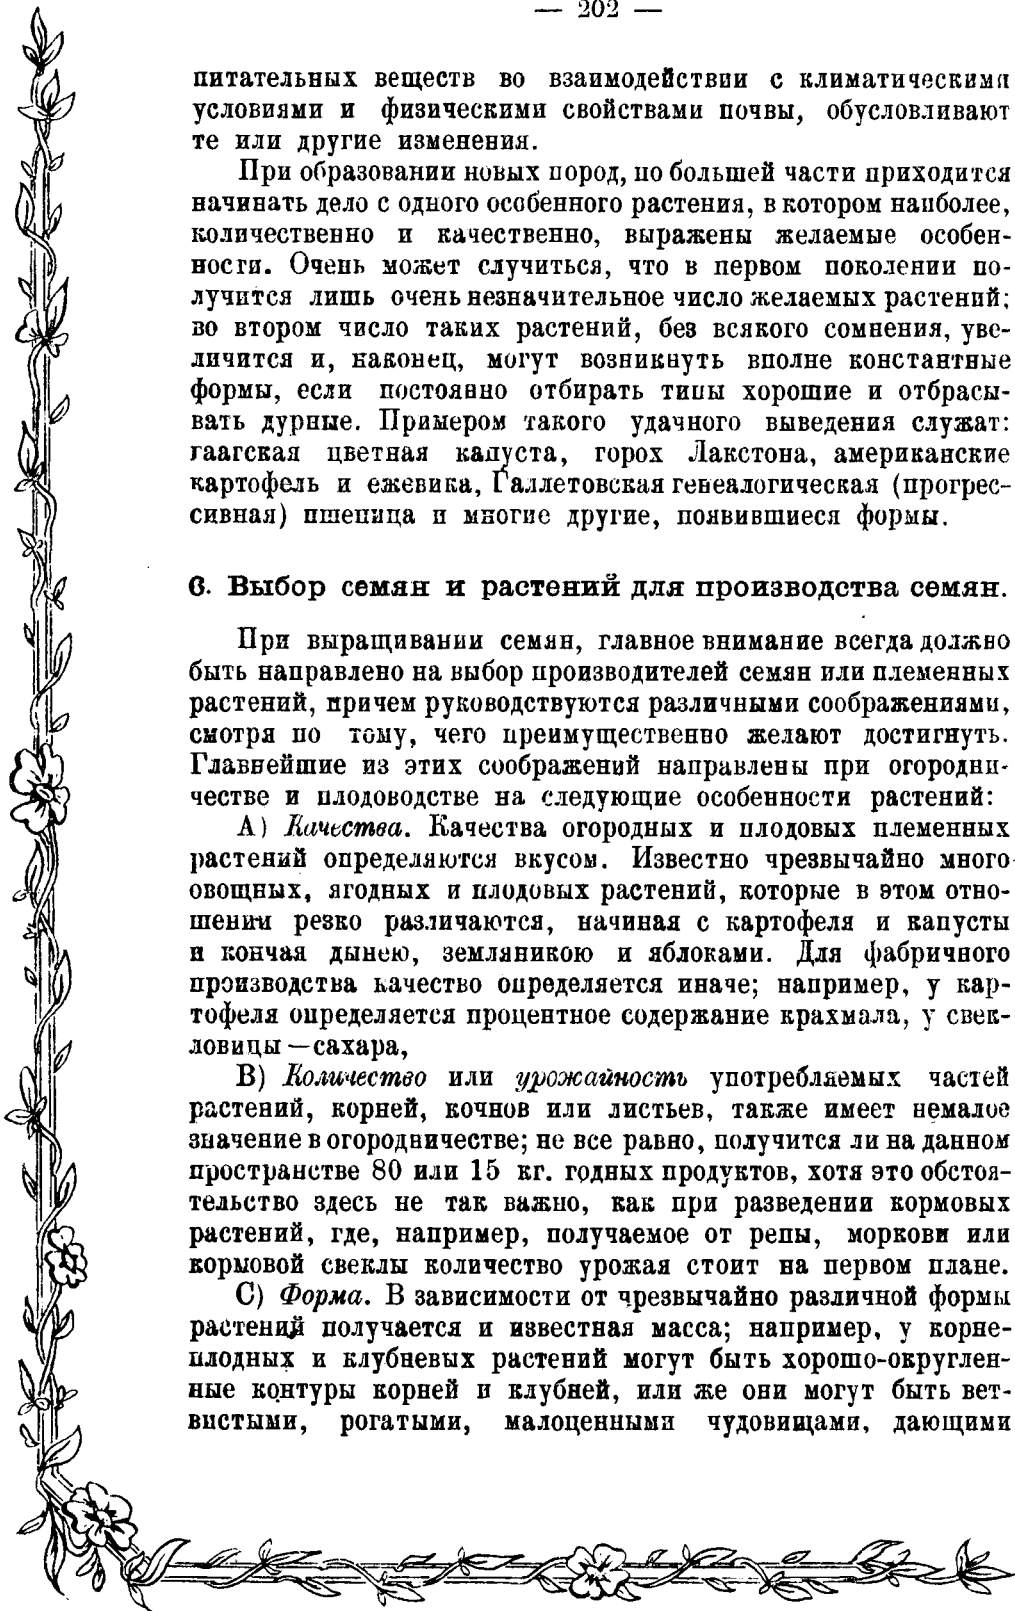 — 202 —
питательных веществ во взаимодействии с климатическими
условиями и физическими свойствами почвы, обусловливают
те или другие изменения.
При образовании новых пород, по большей части приходится
начинать дело с одного особенного растения, в котором наиболее,
количественно и качественно, выражены желаемые особен-
ности. Очень может случиться, что в первом поколении по-
лучится лишь очень незначительное число желаемых растений;
во втором число таких растений, без всякого сомнения, уве-
личится и, наконец, могут возникнуть вполне константные
формы, если постоянно отбирать типы хорошие и отбрасы-
вать дурные. Примером такого удачного выведения служат:
гаагская цветная капуста, горох Лакстона, американские
картофель и ежевика, Галлетовская генеалогическая (прогрес-
сивная) пшеница и многие другие, появившиеся формы.
6. Выбор семян и растений для производства семян.
При выращивании семян, главное внимание всегда должно
быть направлено на выбор производителей семян или племенных
растений, причем руководствуются различными соображениями,
смотря по тому, чего преимущественно желают достигнуть.
Главнейшие из этих соображений направлены при огородни-
честве и плодоводстве на следующие особенности растений:
А) Качества. Качества огородных и плодовых племенных
растений определяются вкусом. Известно чрезвычайно много
овощных, ягодных и плодовых растений, которые в этом отно-
шении резко различаются, начиная с картофеля и капусты
и кончая дынею, земляникою и яблоками. Для фабричного
производства качество определяется иначе; например, у кар-
тофеля определяется процентное содержание крахмала, у свек-
ловицы — сахара,
В) Количество или урожайность употребляемых частей
растений, корней, кочнов или листьев, также имеет немалое
значение в огородничестве; не все равно, получится ли на данном
пространстве 80 или 15 кг. годных продуктов, хотя это обстоя-
тельство здесь не так важно, как при разведении кормовых
растений, где, например, получаемое от репы, моркови или
кормовой свеклы количество урожая стоит на первом плане.
С) Форма. В зависимости от чрезвычайно различной формы
растений получается и известная масса; например, у корне-
плодных и клубневых растений могут быть хорошо-округлен-
ные контуры корней и клубней, или же они могут быть вет-
вистыми, рогатыми, малоценными чудовищами, дающими